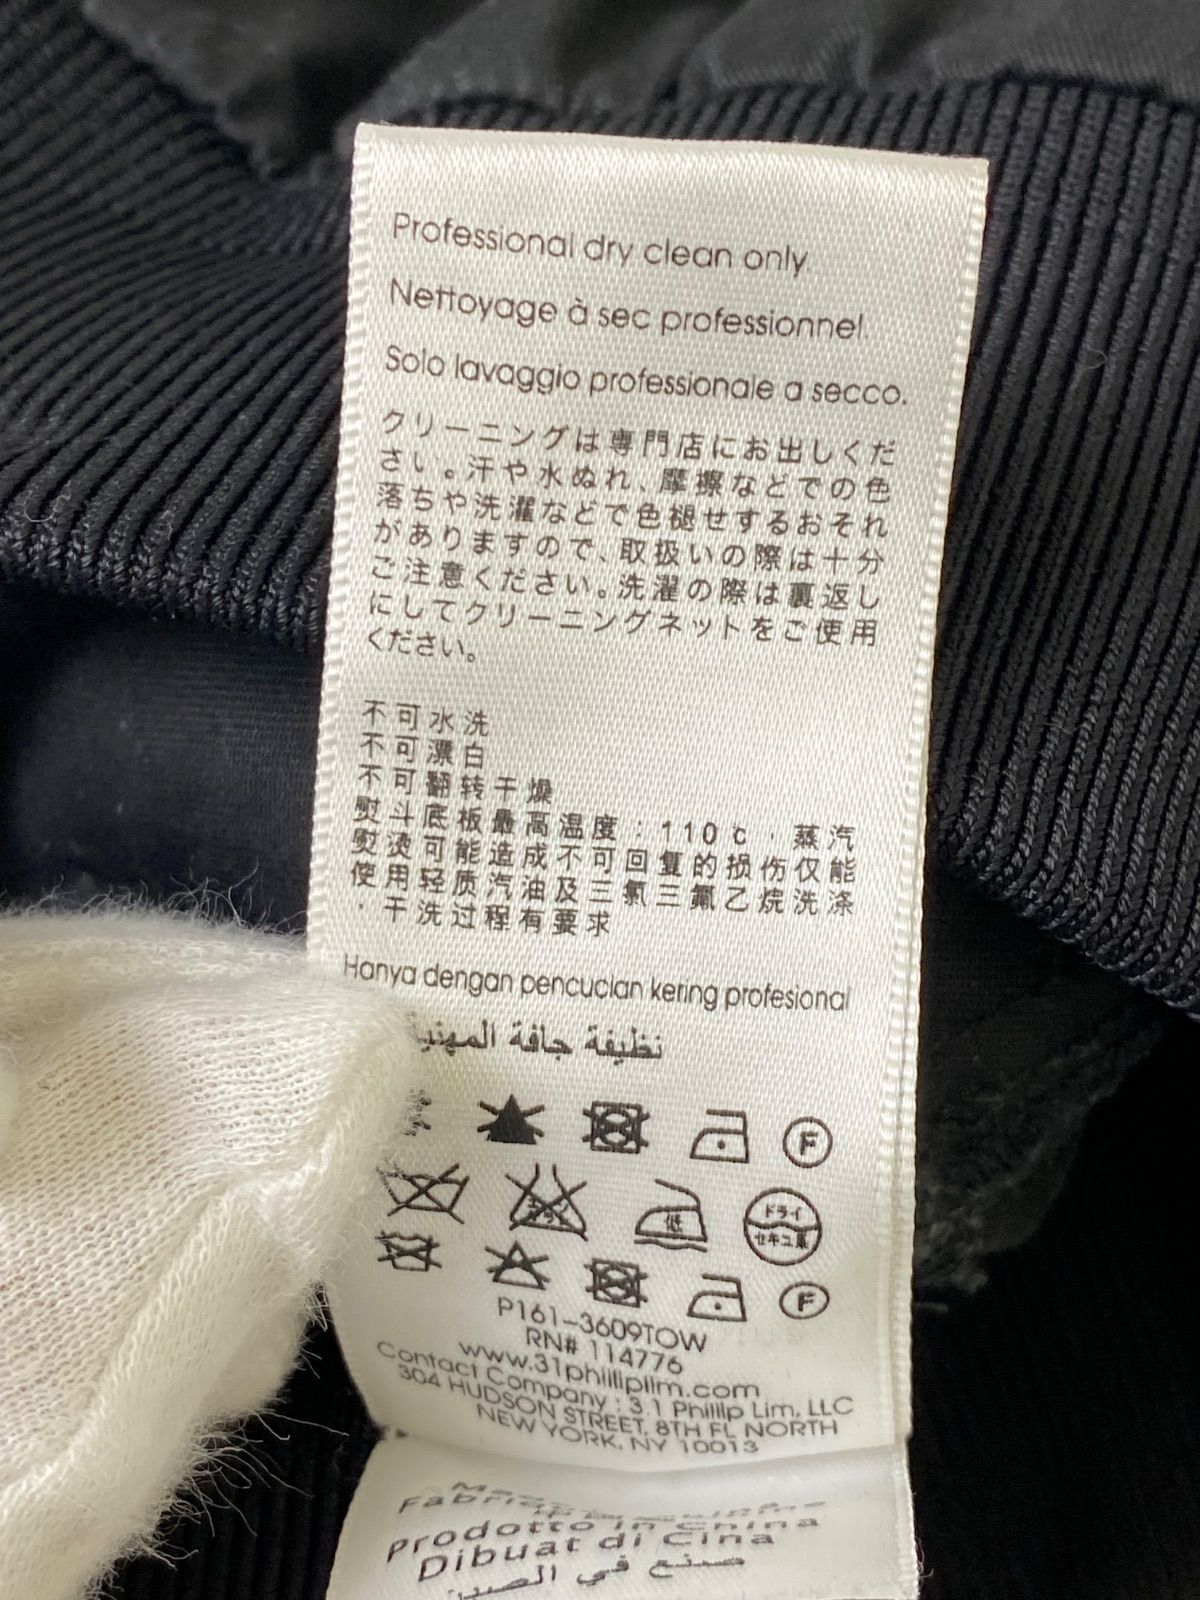 Professional dry clean only
Nettoyage à sec professionnel.
Solo lavaggio professionale a secco.
クリーニングは専門店にお出しくだ
さい。汗や水ぬれ、摩擦などでの色
落ちや洗濯などで色褪せするおそれ
がありますので、取扱いの際は十分
ご注意ください。洗濯の際は裏返し
にしてクリーニングネットをご使用
ください。
不可水洗
不可漂白
不可翻转干燥
熨斗底板最高温度:110c,蒸汽
熨烫可能造成不可回复的损伤仅能
使用轻质汽油及三氯三氟乙烷洗涤
,干洗过程有要求
Hanya dengan pencucian kering profesional
نظيفة جافة
F
低
ドライ
セキユ系
F
P161-3609TOW
RN# 114776
www.31philliplim.com
Contact Company : 3.1 Phillip Lim, LLC
304 HUDSON STREET, 8TH FL NORTH
NEW YORK, NY 10013
Prodotto in China
Dibuat di Cina
صنع في الصين